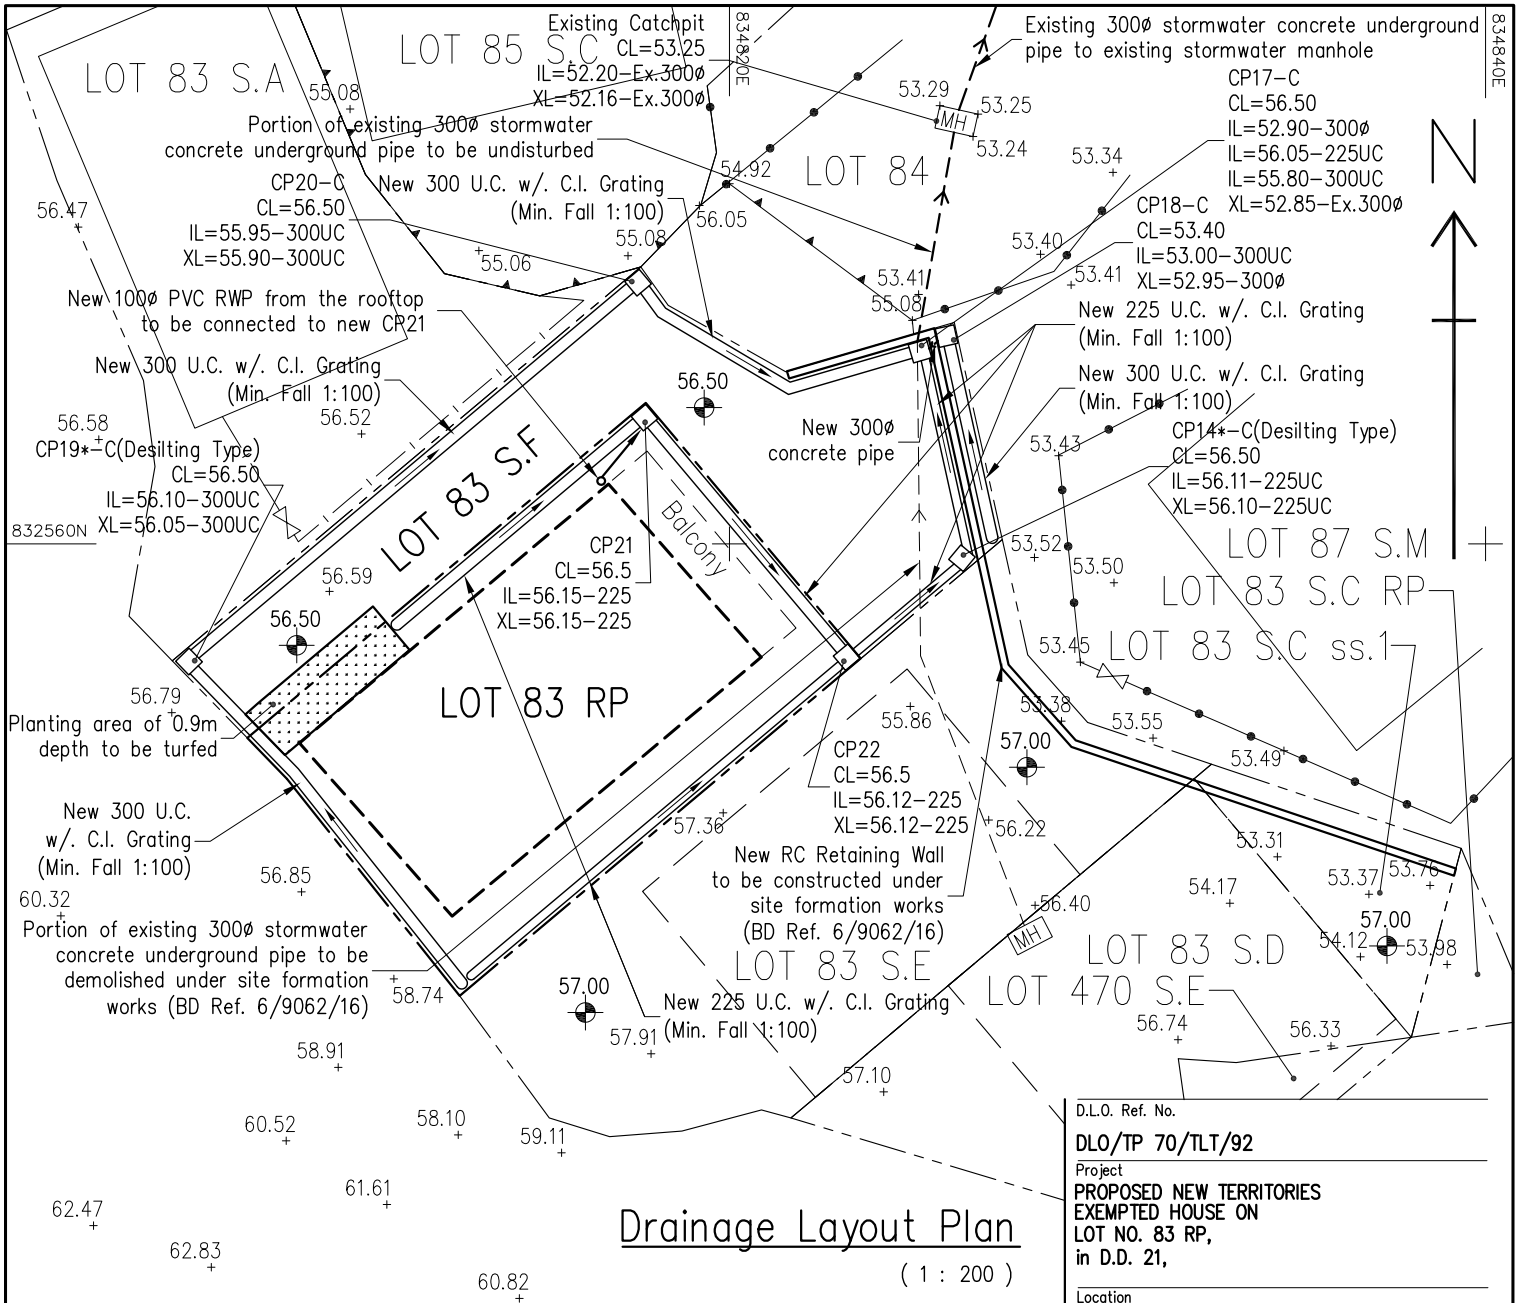 Existing Catchpit
CL=53.25
IL=52.20-Ex.300ø
XL=52.16-Ex.300ø
834820E
Existing 300ø stormwater concrete underground
pipe to existing stormwater manhole
834840E
LOT 83 S.A
LOT 85 S.C
55.08
Portion of existing 300ø stormwater
concrete underground pipe to be undisturbed
53.29
53.25
MH
53.24
LOT 84
53.34
CP17-C
CL=56.50
IL=52.90-300ø
IL=56.05-225UC
IL=55.80-300UC
XL=52.85-Ex.300ø
N
CP20-C
CL=56.50
IL=55.95-300UC
XL=55.90-300UC
New 300 U.C. w/. C.I. Grating
(Min. Fall 1:100)
54.92
56.05
56.47
55.08
55.06
CP18-C
CL=53.40
IL=53.00-300UC
XL=52.95-300ø
53.40
53.41
53.41
55.08
New 100ø PVC RWP from the rooftop
to be connected to new CP21
New 225 U.C. w/. C.I. Grating
(Min. Fall 1:100)
New 300 U.C. w/. C.I. Grating
(Min. Fall 1:100)
New 300 U.C. w/. C.I. Grating
(Min. Fall 1:100)
56.50
56.58
56.52
New 300ø
concrete pipe
53.43
CP19*-C(Desilting Type)
CL=56.50
IL=56.10-300UC
XL=56.05-300UC
CP14*-C(Desilting Type)
CL=56.50
IL=56.11-225UC
XL=56.10-225UC
832560N
LOT 83 S.F
Balcony
CP21
CL=56.5
IL=56.15-225
XL=56.15-225
53.52
53.50
LOT 87 S.M
LOT 83 S.C RP
56.59
56.50
53.45
LOT 83 S.C ss.1
56.79
Planting area of 0.9m
depth to be turfed
LOT 83 RP
55.86
53.38
53.55
53.49
57.00
CP22
CL=56.5
IL=56.12-225
XL=56.12-225
New 300 U.C.
w/. C.I. Grating
(Min. Fall 1:100)
57.36
56.22
53.31
New RC Retaining Wall
to be constructed under
site formation works
(BD Ref. 6/9062/16)
56.85
60.32
53.37
53.76
54.17
56.40
MH
57.00
54.12
53.98
Portion of existing 300ø stormwater
concrete underground pipe to be
demolished under site formation
works (BD Ref. 6/9062/16)
58.74
LOT 83 S.E
LOT 83 S.D
LOT 470 S.E
57.00
New 225 U.C. w/. C.I. Grating
(Min. Fall 1:100)
57.91
56.74
56.33
58.91
57.10
60.52
58.10
59.11
61.61
62.47
62.83
60.82
Drainage Layout Plan
( 1 : 200 )
D.L.O. Ref. No.
DLO/TP 70/TLT/92
Project
PROPOSED NEW TERRITORIES
EXEMPTED HOUSE ON
LOT NO. 83 RP,
in D.D. 21,
Location